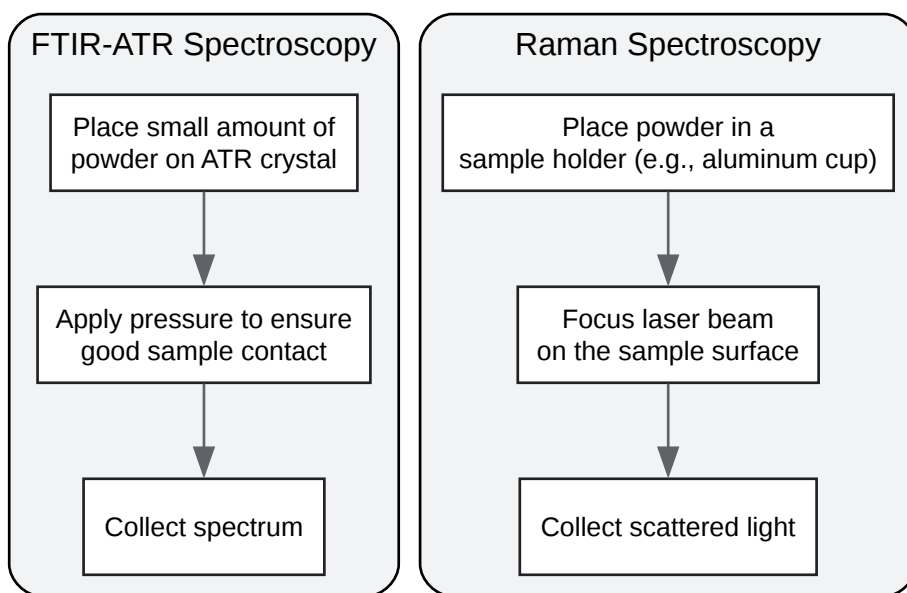 FTIR-ATR Spectroscopy
Place small amount of
powder on ATR crystal
Apply pressure to ensure
good sample contact
Collect spectrum
Raman Spectroscopy
Place powder in a
sample holder (e.g., aluminum cup)
Focus laser beam
on the sample surface
Collect scattered light